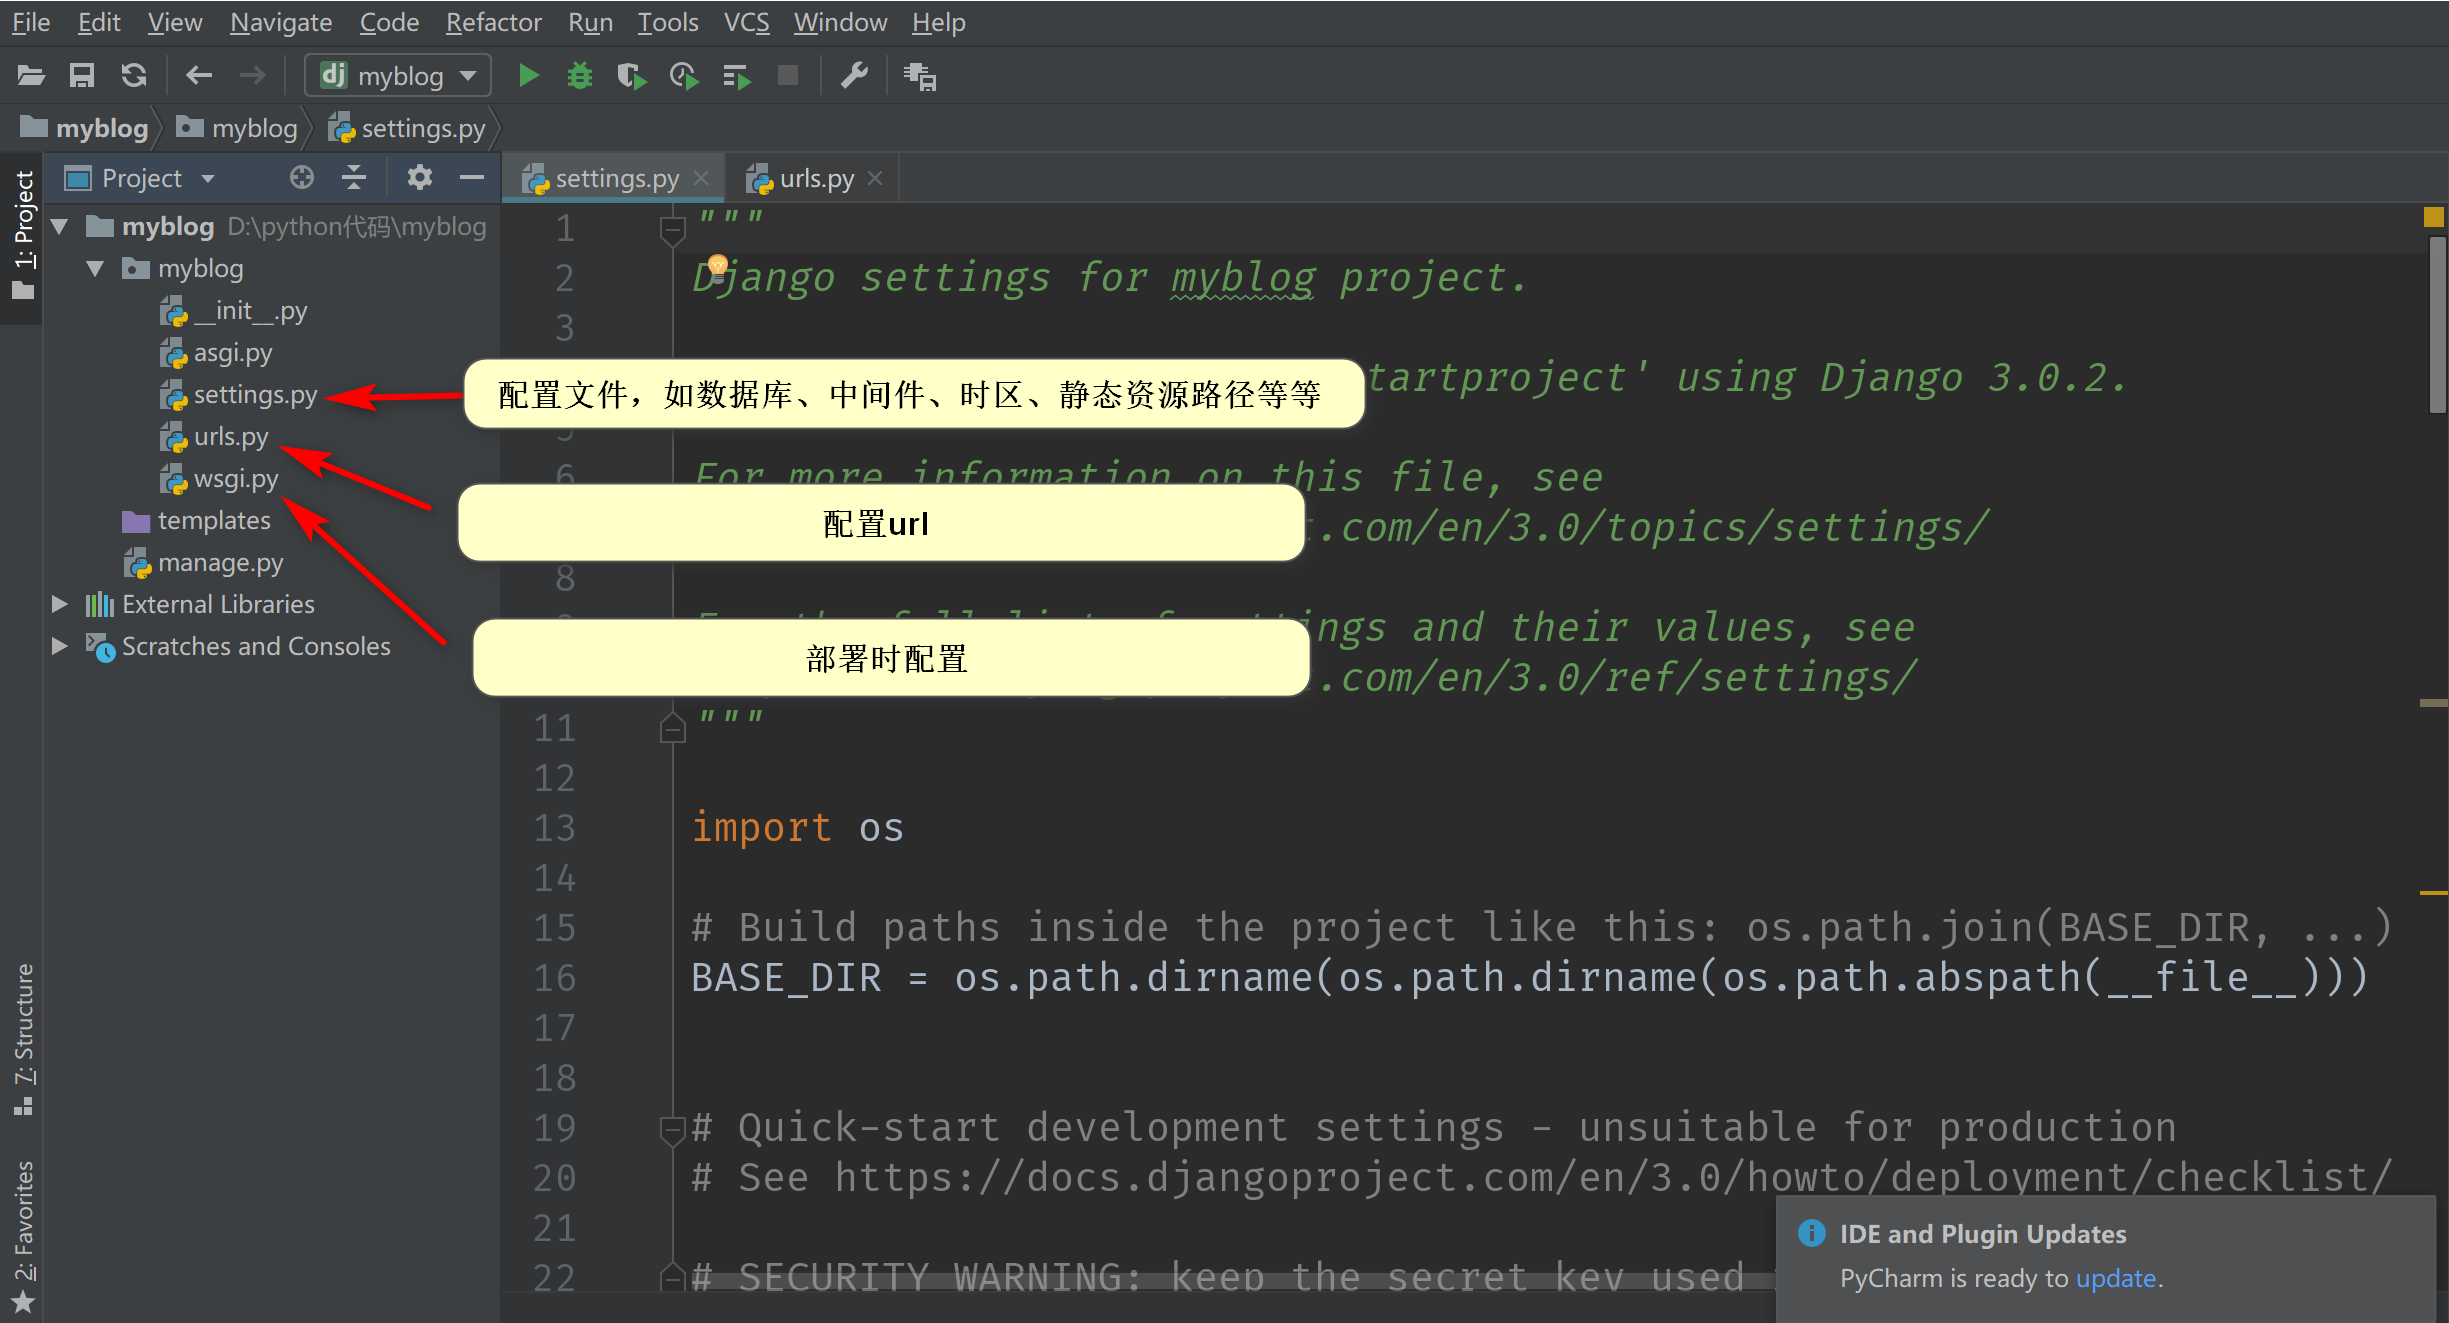 File Edit View Navigate Code Refactor Run Tools VCS Window Help
dj myblog
myblog myblog settings.py
1: Project
Project
settings.py urls.py
myblog D:\python代码\myblog
myblog
__init__.py
asgi.py
settings.py
urls.py
wsgi.py
templates
manage.py
External Libraries
Scratches and Consoles
7: Structure
2: Favorites
配置文件，如数据库、中间件、时区、静态资源路径等等
配置url
部署时配置
1 """
2 Django settings for myblog project.
3
tartproject' using Django 3.0.2.
6 For more information on this file, see
.com/en/3.0/topics/settings/
8
ings and their values, see
.com/en/3.0/ref/settings/
11 """
12
13 import os
14
15 # Build paths inside the project like this: os.path.join(BASE_DIR, ...)
16 BASE_DIR = os.path.dirname(os.path.dirname(os.path.abspath(__file__)))
17
18
19 # Quick-start development settings - unsuitable for production
20 # See https://docs.djangoproject.com/en/3.0/howto/deployment/checklist/
21
22 # SECURITY WARNING: keep the secret key used
IDE and Plugin Updates
PyCharm is ready to update.